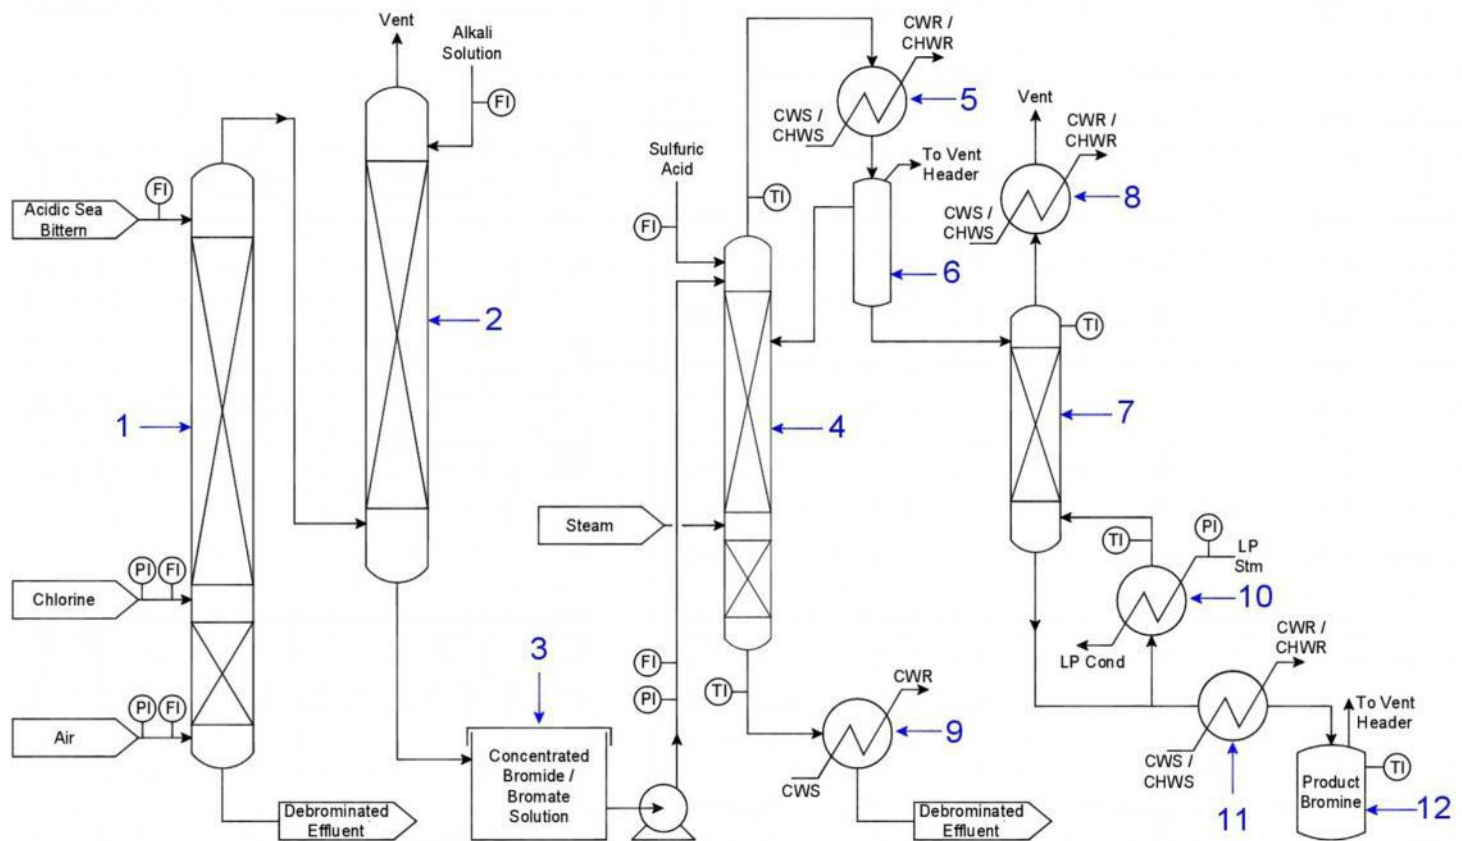 Vent
Alkali
Solution
FI
Acidic Sea
Bittern
FI
1
2
Chlorine
PI
FI
Air
PI
FI
Debrominated
Effluent
3
Concentrated
Bromide /
Bromate
Solution
FI
PI
Sulfuric
Acid
FI
TI
CWR /
CHWR
5
CWS /
CHWS
To Vent
Header
6
4
Steam
TI
CWR
9
CWS
Debrominated
Effluent
Vent
CWR /
CHWR
8
CWS /
CHWS
TI
7
TI
PI
LP
Stm
10
LP Cond
CWR /
CHWR
CWS /
CHWS
11
To Vent
Header
TI
Product
Bromine
12